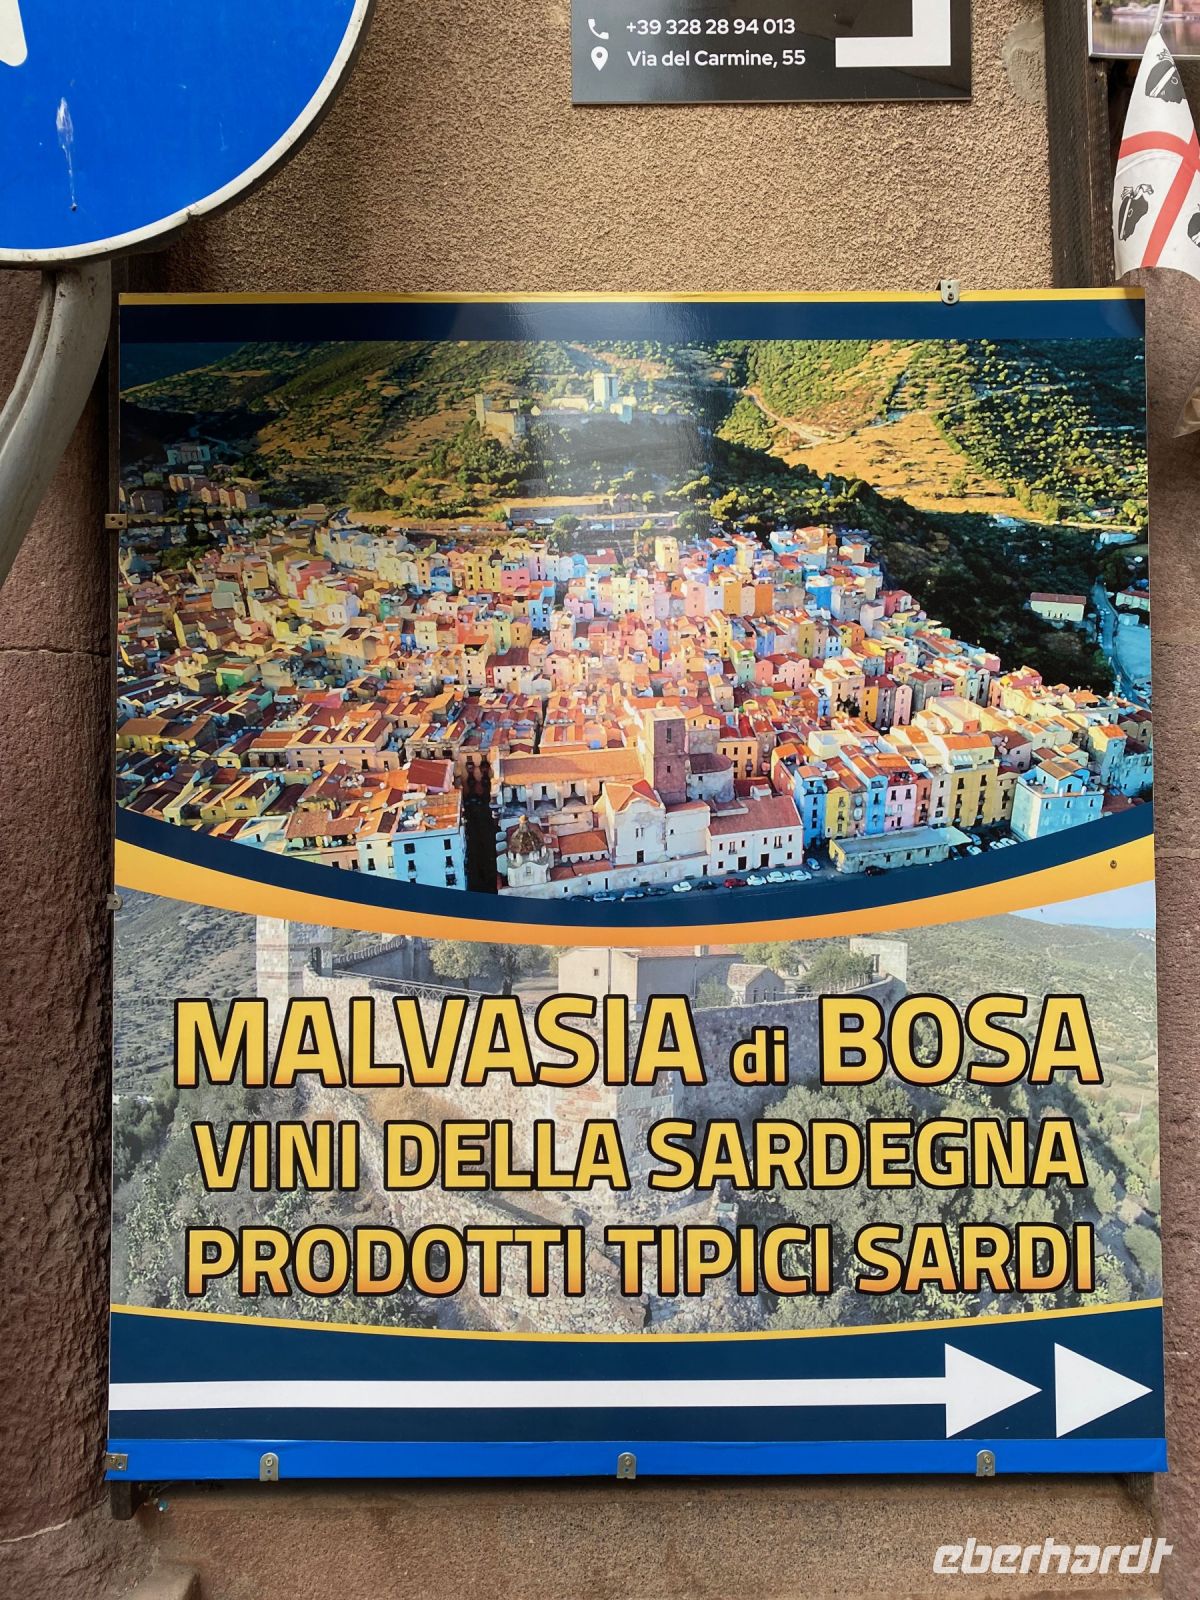 +39 328 28 94 013
Via del Carmine, 55
MALVASIA di BOSA
VINI DELLA SARDEGNA
PRODOTTI TIPICI SARDI
eberhardt